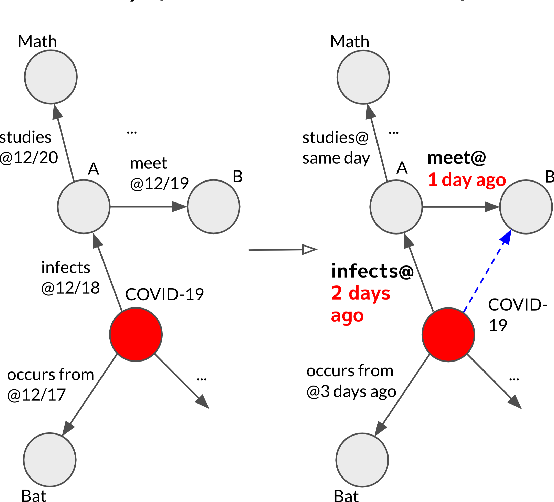 Math
studies
@12/20
...
A
meet
@12/19
B
infects
@12/18
COVID-19
occurs from
@12/17
...
Bat
Math
studies@
same day
...
A
meet@
1 day ago
B
infects@
2 days
ago
COVID-
19
occurs from
@3 days ago
...
Bat